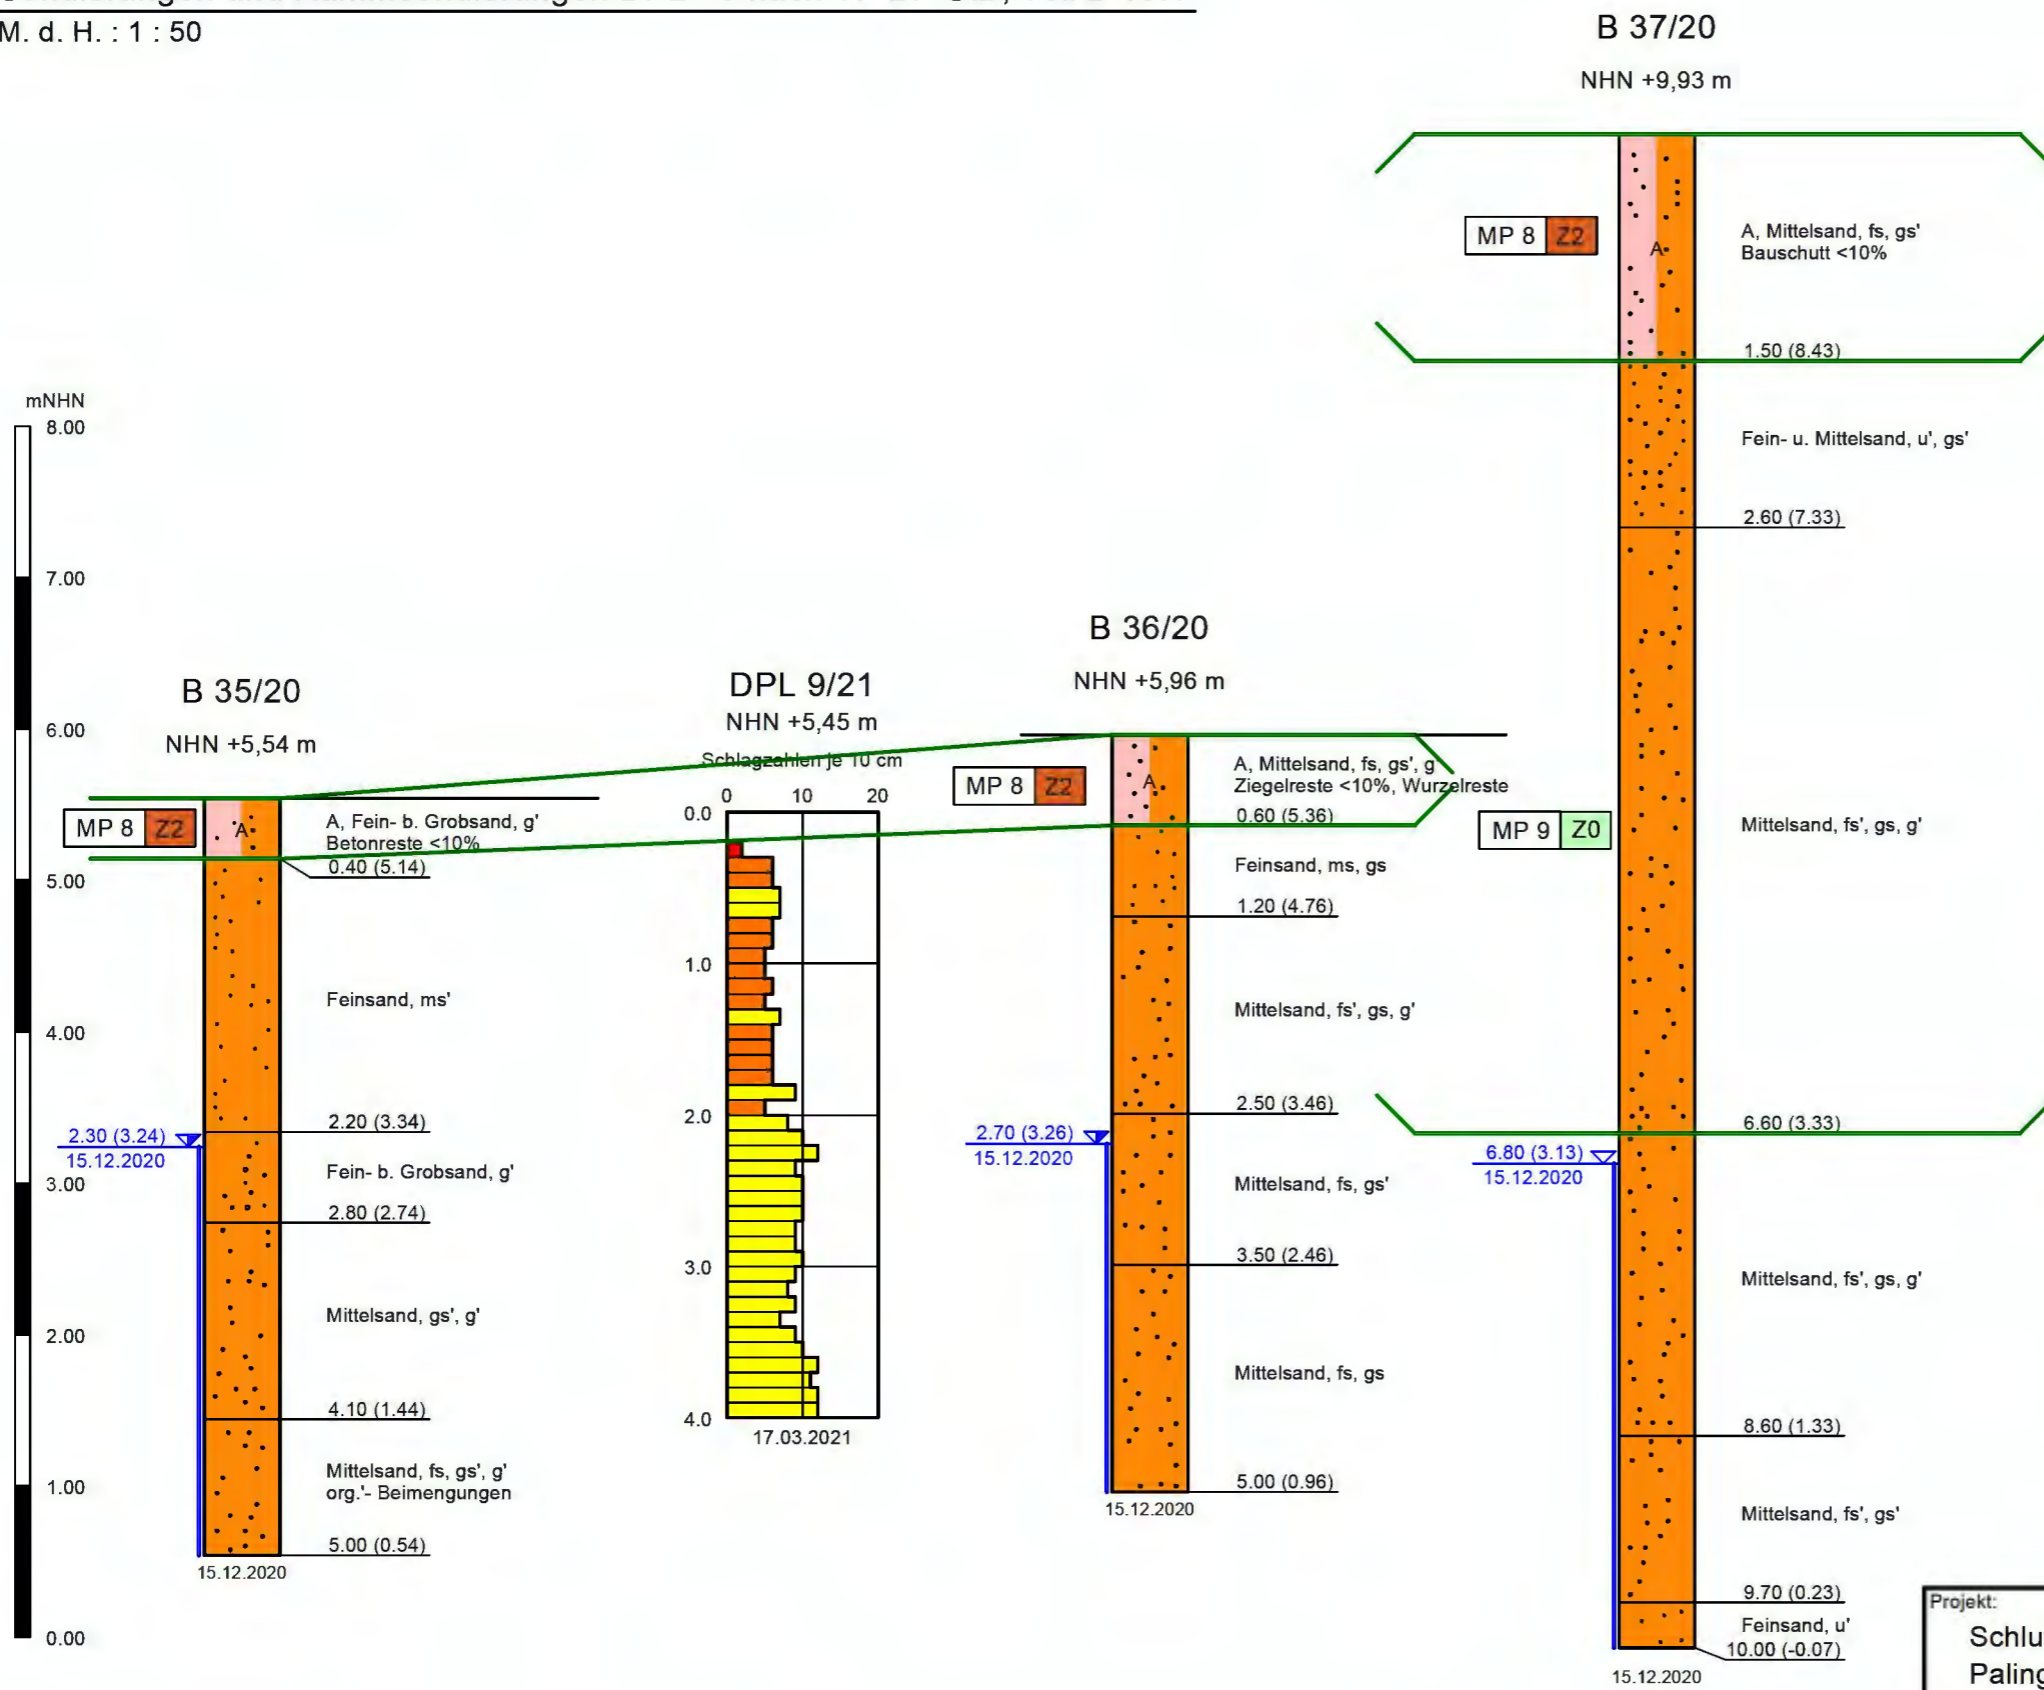 M. d. H. : 1 : 50
mNHN
8.00
7.00
6.00
5.00
4.00
3.00
2.00
1.00
0.00
B 35/20
NHN +5,54 m
MP 8 Z2
A
A, Fein- b. Grobsand, g'
Betonreste <10%
0.40 (5.14)
Feinsand, ms'
2.20 (3.34)
2.30 (3.24)
15.12.2020
Fein- b. Grobsand, g'
2.80 (2.74)
Mittelsand, gs', g'
4.10 (1.44)
Mittelsand, fs, gs', g'
org.'- Beimengungen
5.00 (0.54)
15.12.2020
DPL 9/21
NHN +5,45 m
Schlagzahlen je 10 cm
0 10 20
0.0
1.0
2.0
3.0
4.0
17.03.2021
B 36/20
NHN +5,96 m
MP 8 Z2
A
A, Mittelsand, fs, gs', g'
Ziegelreste <10%, Wurzelreste
0.60 (5.36)
Feinsand, ms, gs
1.20 (4.76)
Mittelsand, fs', gs, g'
2.50 (3.46)
2.70 (3.26)
15.12.2020
Mittelsand, fs, gs'
3.50 (2.46)
Mittelsand, fs, gs
5.00 (0.96)
15.12.2020
B 37/20
NHN +9,93 m
MP 8 Z2
A
A, Mittelsand, fs, gs'
Bauschutt <10%
1.50 (8.43)
Fein- u. Mittelsand, u', gs'
2.60 (7.33)
MP 9 Z0
Mittelsand, fs', gs, g'
6.60 (3.33)
6.80 (3.13)
15.12.2020
Mittelsand, fs', gs, g'
8.60 (1.33)
Mittelsand, fs', gs'
9.70 (0.23)
Feinsand, u'
10.00 (-0.07)
15.12.2020
Projekt:
Schlu
Paling